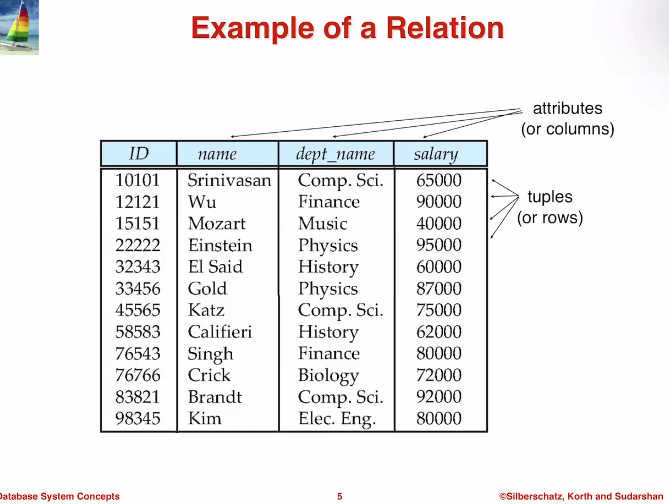 Example of a Relation
attributes
(or columns)
ID name dept_name salary
10101 Srinivasan Comp. Sci. 65000
12121 Wu Finance 90000
15151 Mozart Music 40000
22222 Einstein Physics 95000
32343 El Said History 60000
33456 Gold Physics 87000
45565 Katz Comp. Sci. 75000
58583 Califieri History 62000
76543 Singh Finance 80000
76766 Crick Biology 72000
83821 Brandt Comp. Sci. 92000
98345 Kim Elec. Eng. 80000
tuples
(or rows)
Database System Concepts 5 ©Silberschatz, Korth and Sudarshan